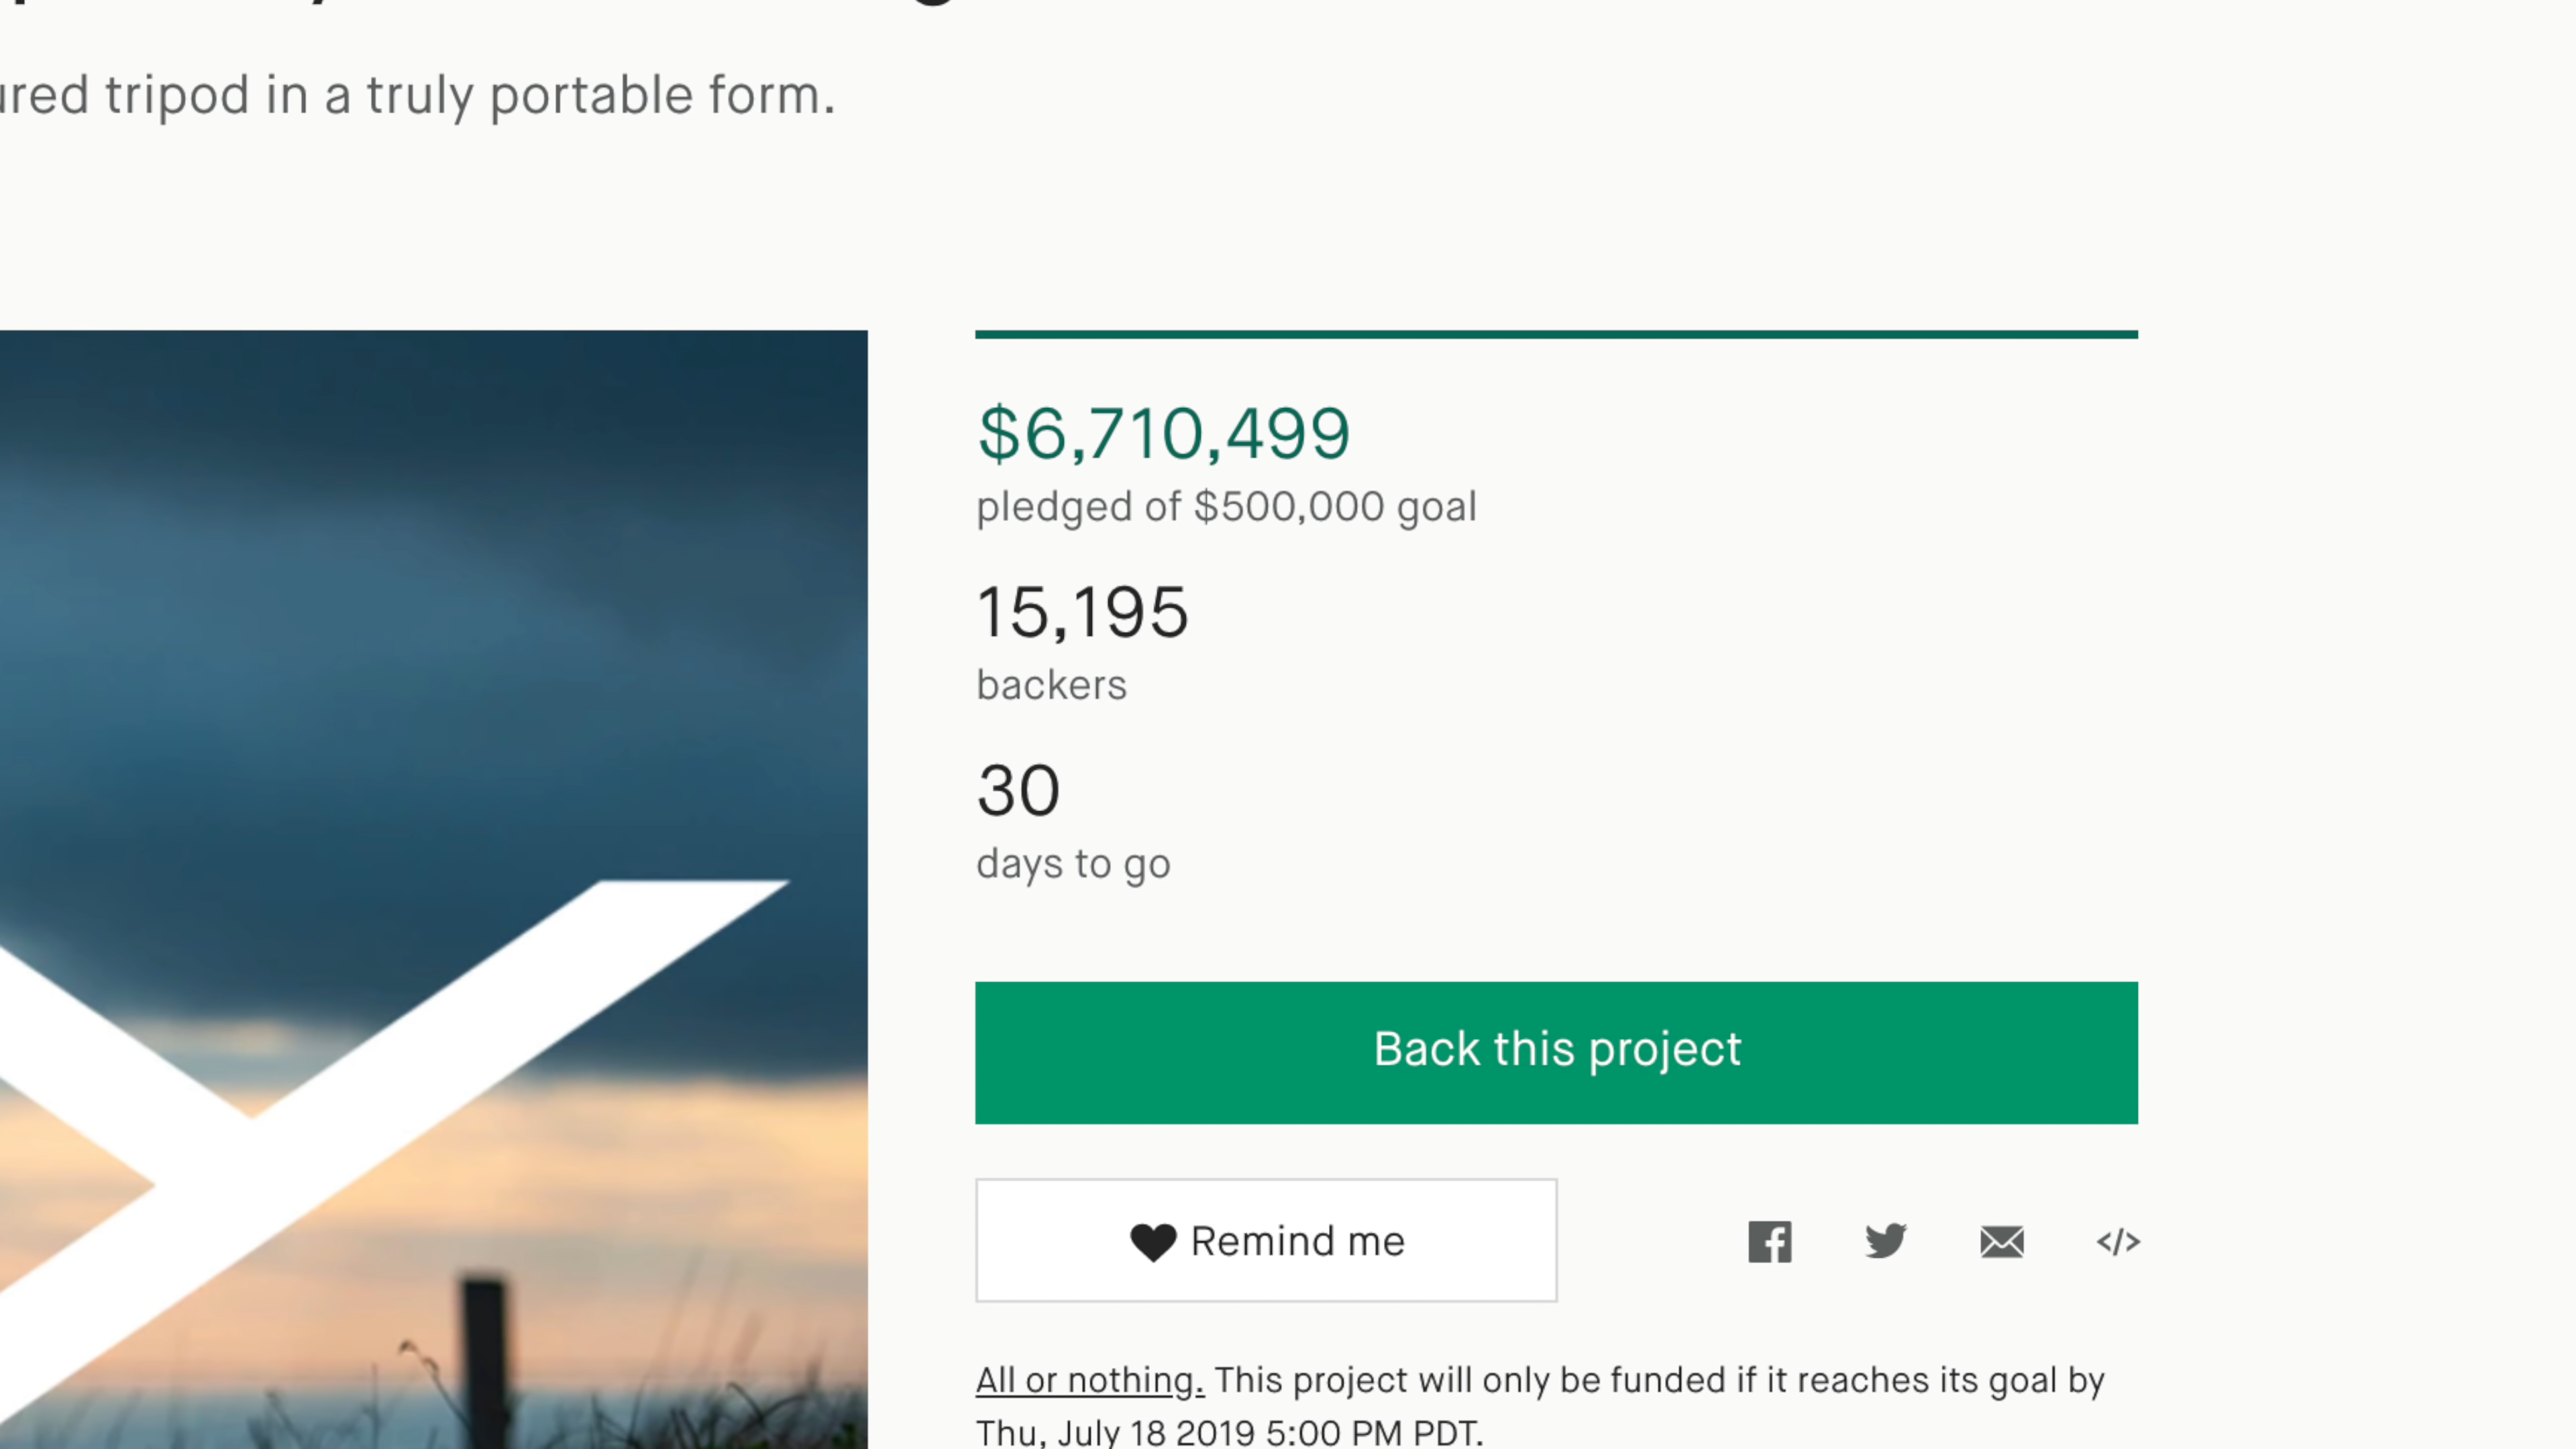 tripod in a truly portable form.
$6,710,499
pledged of $500,000 goal
15,195
backers
30
days to go
Back this project
Remind me
</>
All or nothing. This project will only be funded if it reaches its goal by
Thu, July 18 2019 5:00 PM PDT.